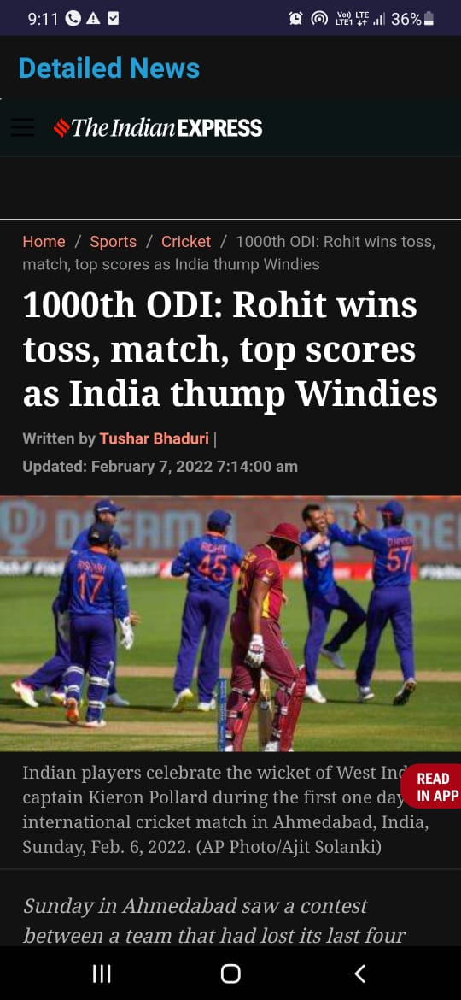 9:11 Vo) LTE LTE1 36%
Detailed News
The Indian EXPRESS
Home / Sports / Cricket / 1000th ODI: Rohit wins toss,
match, top scores as India thump Windies
1000th ODI: Rohit wins
toss, match, top scores
as India thump Windies
Written by Tushar Bhaduri |
Updated: February 7, 2022 7:14:00 am
DREAM
RISHABH
17
ROHIT
45
57
Indian players celebrate the wicket of West Ind
captain Kieron Pollard during the first one day
international cricket match in Ahmedabad, India,
Sunday, Feb. 6, 2022. (AP Photo/Ajit Solanki)
READ
IN APP
Sunday in Ahmedabad saw a contest
between a team that had lost its last four